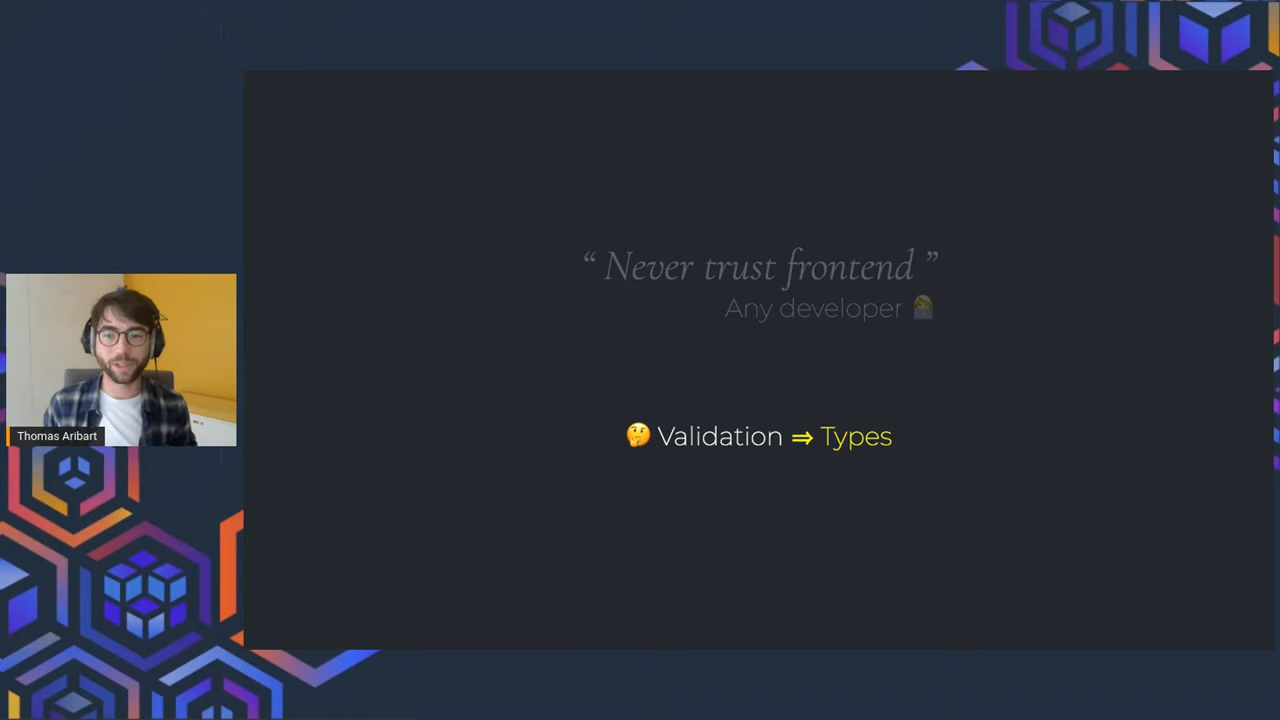 “ Never trust frontend ”
Any developer 👩‍💻
🤔 Validation ⇒ Types
Thomas Aribart